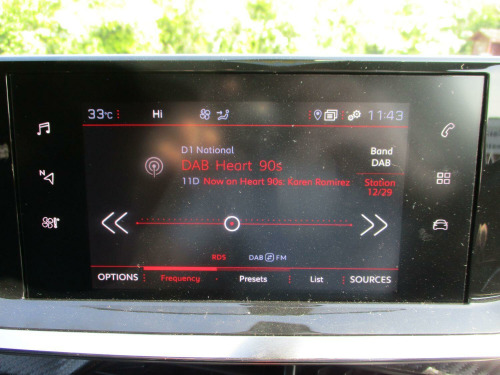 33°C Hi 11:43
D1 National
DAB Heart 90s
11D Now on Heart 90s: Karen Ramirez
Band
DAB
Station
12/29
N
RDS DAB FM
OPTIONS Frequency Presets List SOURCES